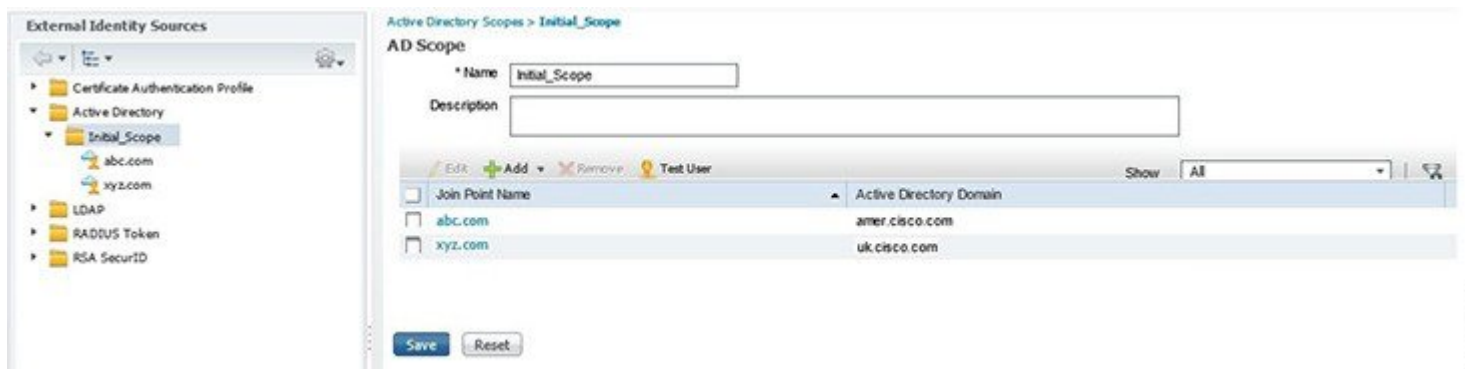 External Identity Sources
Certificate Authentication Profile
Active Directory
Initial_Scope
abc.com
xyz.com
LDAP
RADIUS Token
RSA SecurID
Active Directory Scopes > Initial_Scope
AD Scope
* Name Initial_Scope
Description
Edit Add Remove Test User Show All
Join Point Name Active Directory Domain
abc.com amer.cisco.com
xyz.com uk.cisco.com
Save Reset